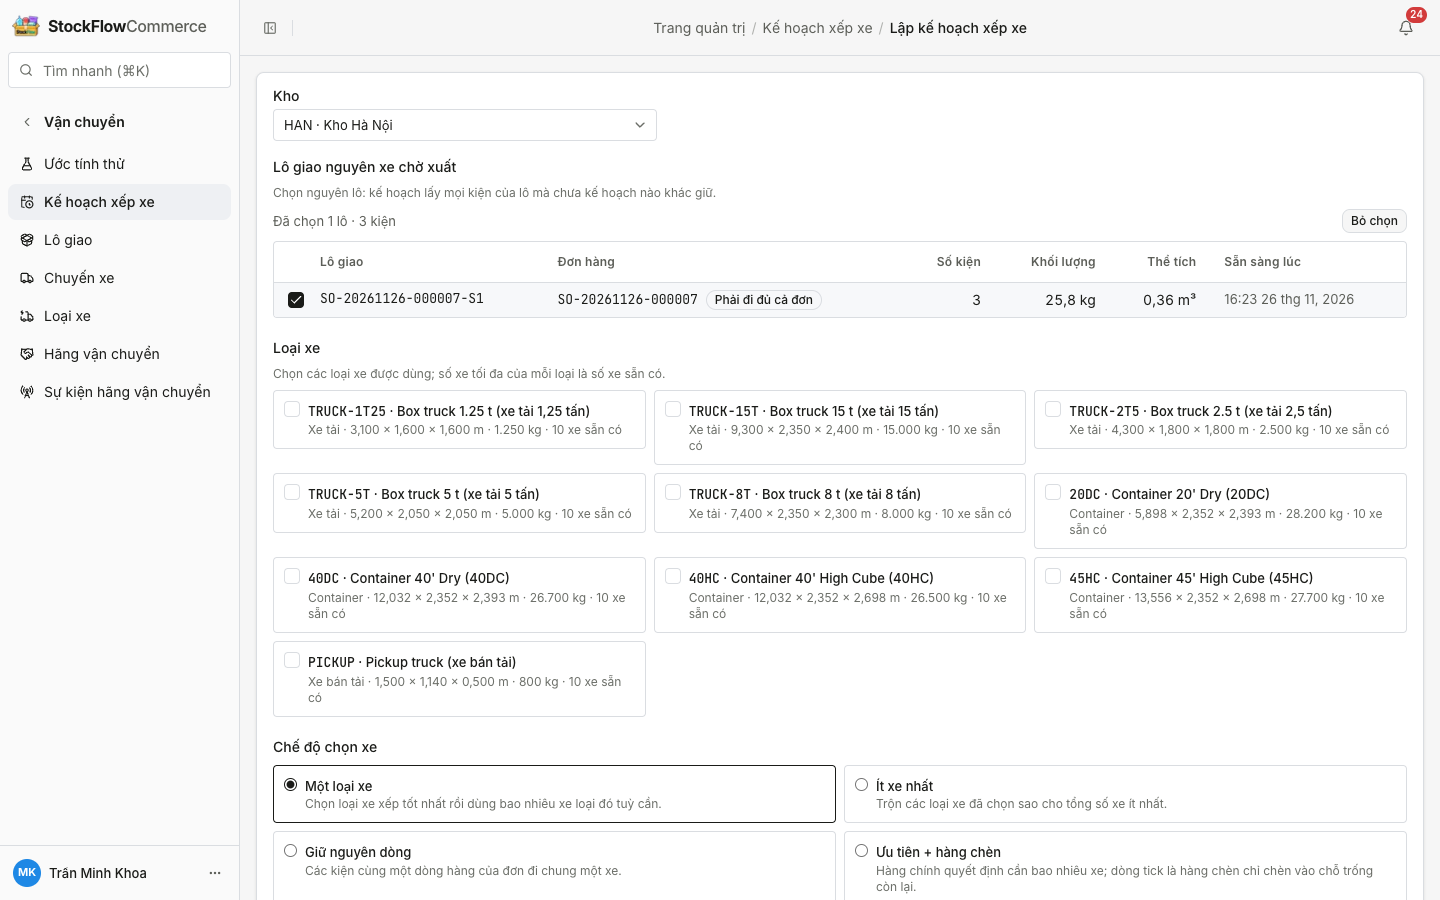 StockFlowCommerce
Trang quản trị / Kế hoạch xếp xe / Lập kế hoạch xếp xe
24
Tìm nhanh (⌘K)
Vận chuyển
Ước tính thử
Kế hoạch xếp xe
Lô giao
Chuyến xe
Loại xe
Hãng vận chuyển
Sự kiện hãng vận chuyển
MK Trần Minh Khoa
Kho
HAN · Kho Hà Nội
Lô giao nguyên xe chờ xuất
Chọn nguyên lô: kế hoạch lấy mọi kiện của lô mà chưa kế hoạch nào khác giữ.
Đã chọn 1 lô · 3 kiện
Bỏ chọn
Lô giao Đơn hàng Số kiện Khối lượng Thể tích Sẵn sàng lúc
SO-20261126-000007-S1 SO-20261126-000007 Phải đi đủ cả đơn 3 25,8 kg 0,36 m³ 16:23 26 thg 11, 2026
Loại xe
Chọn các loại xe được dùng; số xe tối đa của mỗi loại là số xe sẵn có.
TRUCK-1T25 · Box truck 1.25 t (xe tải 1,25 tấn)
Xe tải · 3,100 × 1,600 × 1,600 m · 1.250 kg · 10 xe sẵn có
TRUCK-15T · Box truck 15 t (xe tải 15 tấn)
Xe tải · 9,300 × 2,350 × 2,400 m · 15.000 kg · 10 xe sẵn
có
TRUCK-2T5 · Box truck 2.5 t (xe tải 2,5 tấn)
Xe tải · 4,300 × 1,800 × 1,800 m · 2.500 kg · 10 xe sẵn có
TRUCK-5T · Box truck 5 t (xe tải 5 tấn)
Xe tải · 5,200 × 2,050 × 2,050 m · 5.000 kg · 10 xe sẵn có
TRUCK-8T · Box truck 8 t (xe tải 8 tấn)
Xe tải · 7,400 × 2,350 × 2,300 m · 8.000 kg · 10 xe sẵn có
20DC · Container 20' Dry (20DC)
Container · 5,898 × 2,352 × 2,393 m · 28.200 kg · 10 xe
sẵn có
40DC · Container 40' Dry (40DC)
Container · 12,032 × 2,352 × 2,393 m · 26.700 kg · 10 xe
sẵn có
40HC · Container 40' High Cube (40HC)
Container · 12,032 × 2,352 × 2,698 m · 26.500 kg · 10 xe
sẵn có
45HC · Container 45' High Cube (45HC)
Container · 13,556 × 2,352 × 2,698 m · 27.700 kg · 10 xe
sẵn có
PICKUP · Pickup truck (xe bán tải)
Xe bán tải · 1,500 × 1,140 × 0,500 m · 800 kg · 10 xe sẵn
có
Chế độ chọn xe
Một loại xe
Chọn loại xe xếp tốt nhất rồi dùng bao nhiêu xe loại đó tuỳ cần.
Ít xe nhất
Trộn các loại xe đã chọn sao cho tổng số xe ít nhất.
Giữ nguyên dòng
Các kiện cùng một dòng hàng của đơn đi chung một xe.
Ưu tiên + hàng chèn
Hàng chính quyết định cần bao nhiêu xe; dòng tick là hàng chèn chỉ chèn vào chỗ trống
còn lại.